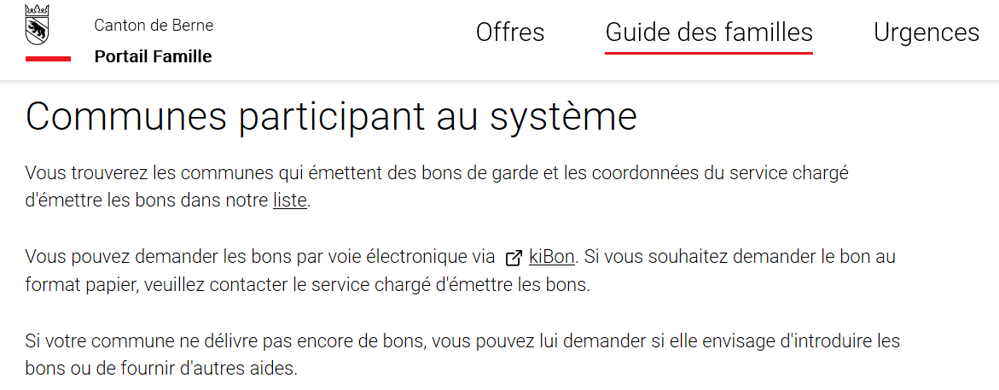 Canton de Berne
Portail Famille
Offres
Guide des familles
Urgences
Communes participant au système
Vous trouverez les communes qui émettent des bons de garde et les coordonnées du service chargé
d'émettre les bons dans notre liste.
Vous pouvez demander les bons par voie électronique via kiBon. Si vous souhaitez demander le bon au
format papier, veuillez contacter le service chargé d'émettre les bons.
Si votre commune ne délivre pas encore de bons, vous pouvez lui demander si elle envisage d'introduire les
bons ou de fournir d'autres aides.